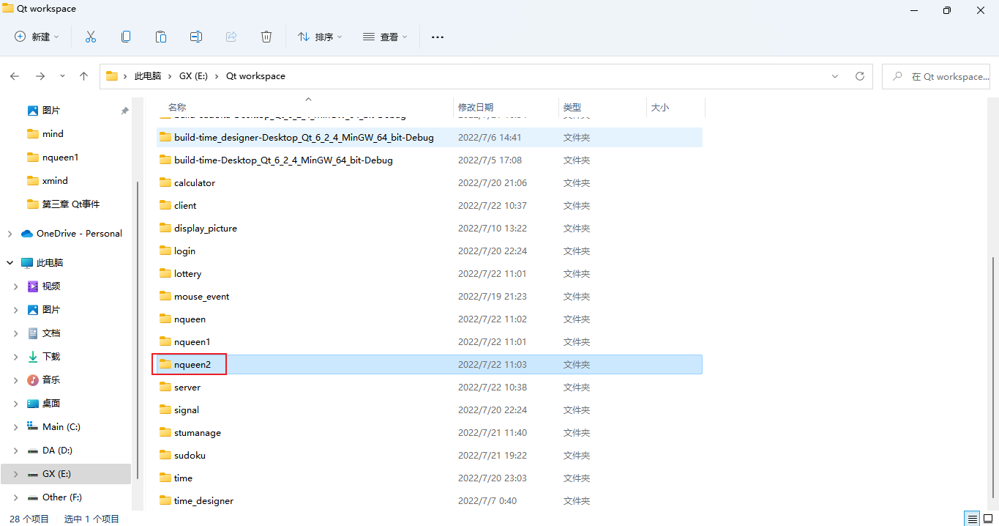 Qt workspace
新建 排序 查看
此电脑 GX (E:) Qt workspace 在 Qt workspace...
名称 修改日期 类型 大小
build-time_designer-Desktop_Qt_6_2_4_MinGW_64_bit-Debug 2022/7/6 14:41 文件夹
build-time-Desktop_Qt_6_2_4_MinGW_64_bit-Debug 2022/7/5 17:08 文件夹
calculator 2022/7/20 21:06 文件夹
client 2022/7/22 10:37 文件夹
display_picture 2022/7/10 13:22 文件夹
login 2022/7/20 22:24 文件夹
lottery 2022/7/22 11:01 文件夹
mouse_event 2022/7/19 21:23 文件夹
nqueen 2022/7/22 11:02 文件夹
nqueen1 2022/7/22 11:01 文件夹
nqueen2 2022/7/22 11:03 文件夹
server 2022/7/22 10:38 文件夹
signal 2022/7/20 22:24 文件夹
stumanage 2022/7/21 11:40 文件夹
sudoku 2022/7/21 19:22 文件夹
time 2022/7/20 23:03 文件夹
time_designer 2022/7/7 0:40 文件夹
图片
mind
nqueen1
xmind
第三章 Qt事件
OneDrive - Personal
此电脑
视频
图片
文档
下载
音乐
桌面
Main (C:)
DA (D:)
GX (E:)
Other (F:)
28 个项目 选中 1 个项目